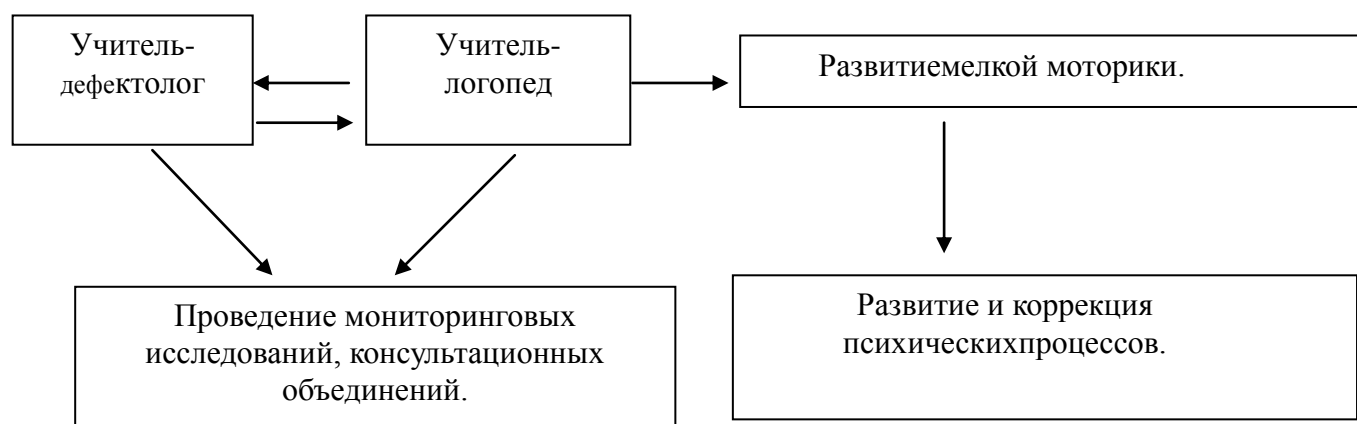 Учитель-
дефектолог
Учитель-
логопед
Развитиемелкой моторики.
Проведение мониторинговых
исследований, консультационных
объединений.
Развитие и коррекция
психическихпроцессов.